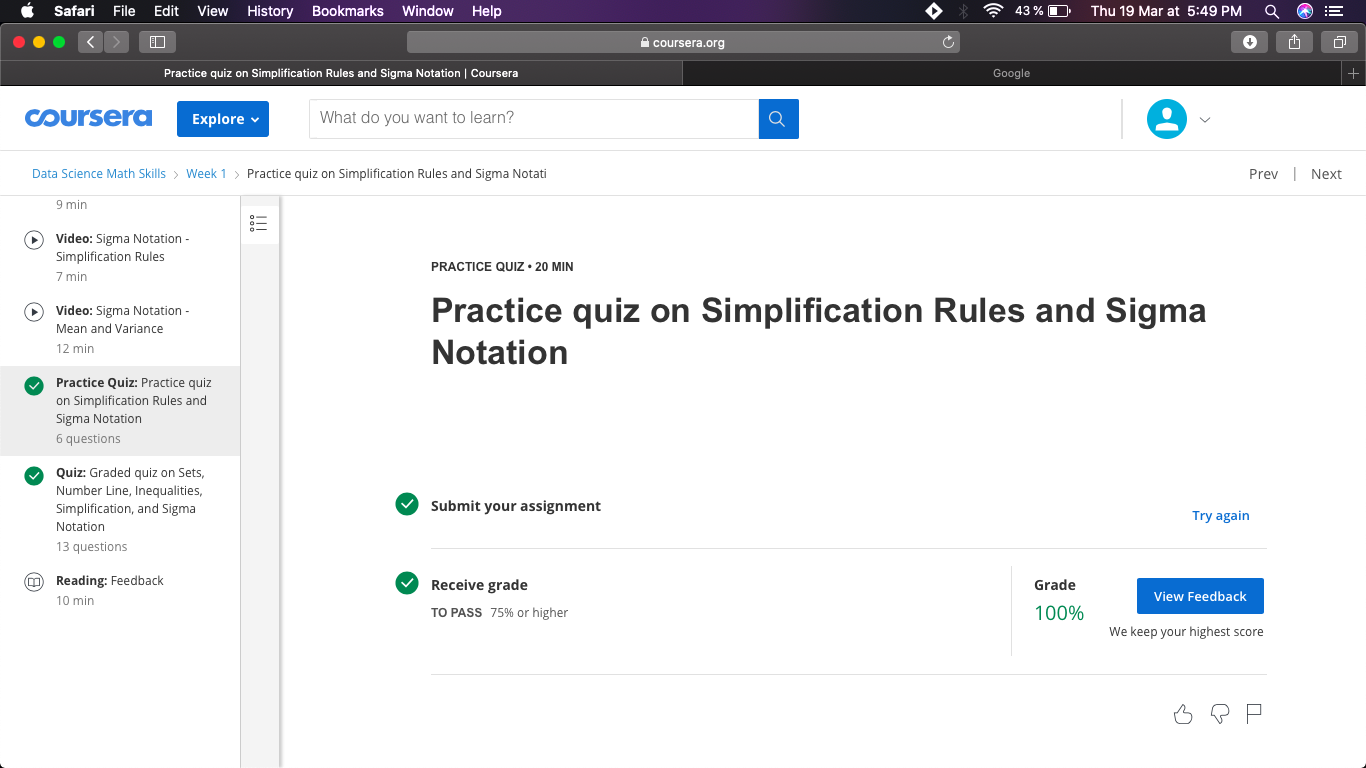 Safari File Edit View History Bookmarks Window Help 43 % Thu 19 Mar at 5:49 PM
coursera.org
Practice quiz on Simplification Rules and Sigma Notation | Coursera Google
coursera Explore What do you want to learn?
Data Science Math Skills > Week 1 > Practice quiz on Simplification Rules and Sigma Notati Prev | Next
9 min
Video: Sigma Notation -
Simplification Rules
7 min
Video: Sigma Notation -
Mean and Variance
12 min
Practice Quiz: Practice quiz
on Simplification Rules and
Sigma Notation
6 questions
Quiz: Graded quiz on Sets,
Number Line, Inequalities,
Simplification, and Sigma
Notation
13 questions
Reading: Feedback
10 min
PRACTICE QUIZ • 20 MIN
Practice quiz on Simplification Rules and Sigma
Notation
Submit your assignment
Try again
Receive grade
TO PASS 75% or higher
Grade
100%
View Feedback
We keep your highest score